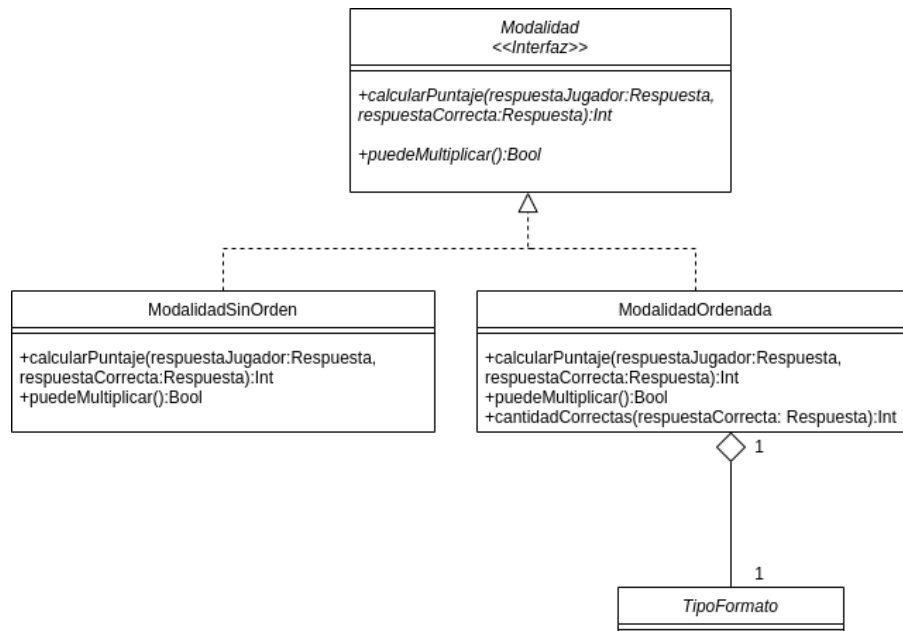 Modalidad
<<Interfaz>>
+calcularPuntaje(respuestaJugador:Respuesta,
respuestaCorrecta:Respuesta):Int
+puedeMultiplicar():Bool
ModalidadSinOrden
+calcularPuntaje(respuestaJugador:Respuesta,
respuestaCorrecta:Respuesta):Int
+puedeMultiplicar():Bool
ModalidadOrdenada
+calcularPuntaje(respuestaJugador:Respuesta,
respuestaCorrecta:Respuesta):Int
+puedeMultiplicar():Bool
+cantidadCorrectas(respuestaCorrecta: Respuesta):Int
1
1
TipoFormato